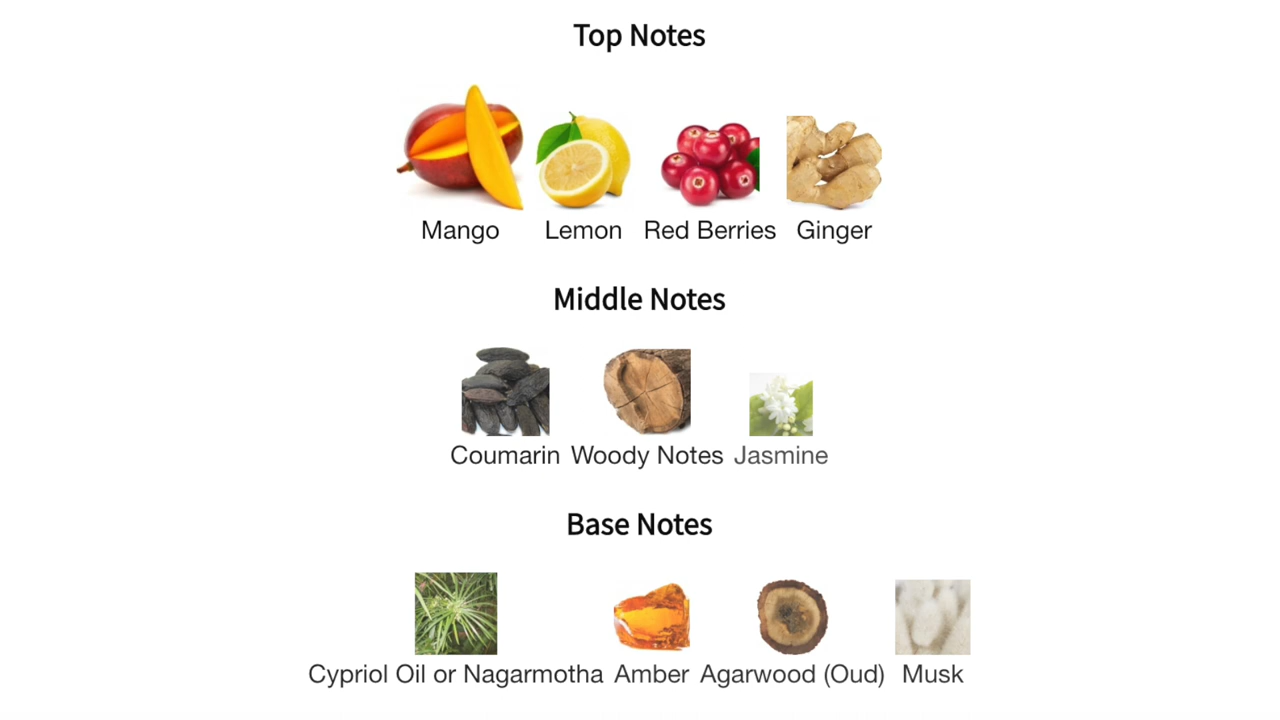 Top Notes
Mango Lemon Red Berries Ginger
Middle Notes
Coumarin Woody Notes Jasmine
Base Notes
Cypriol Oil or Nagarmotha Amber Agarwood (Oud) Musk